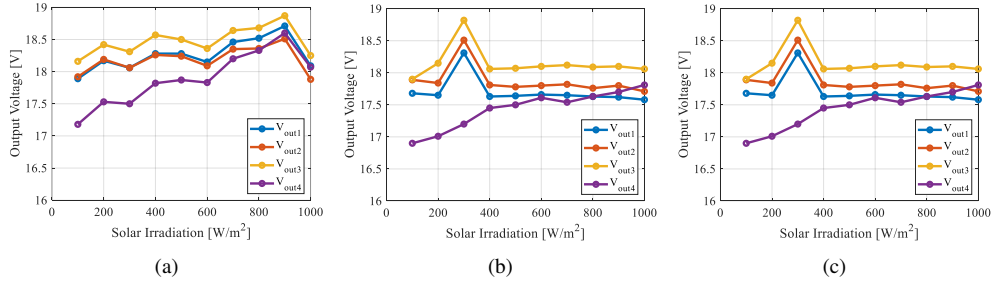 19
18.5
18
17.5
17
16.5
16
Output Voltage [V]
0
200
400
600
800
1000
Solar Irradiation [W/m²]
Vout1
Vout2
Vout3
Vout4
(a)
19
18.5
18
17.5
17
16.5
16
Output Voltage [V]
0
200
400
600
800
1000
Solar Irradiation [W/m²]
Vout1
Vout2
Vout3
Vout4
(b)
19
18.5
18
17.5
17
16.5
16
Output Voltage [V]
0
200
400
600
800
1000
Solar Irradiation [W/m²]
Vout1
Vout2
Vout3
Vout4
(c)